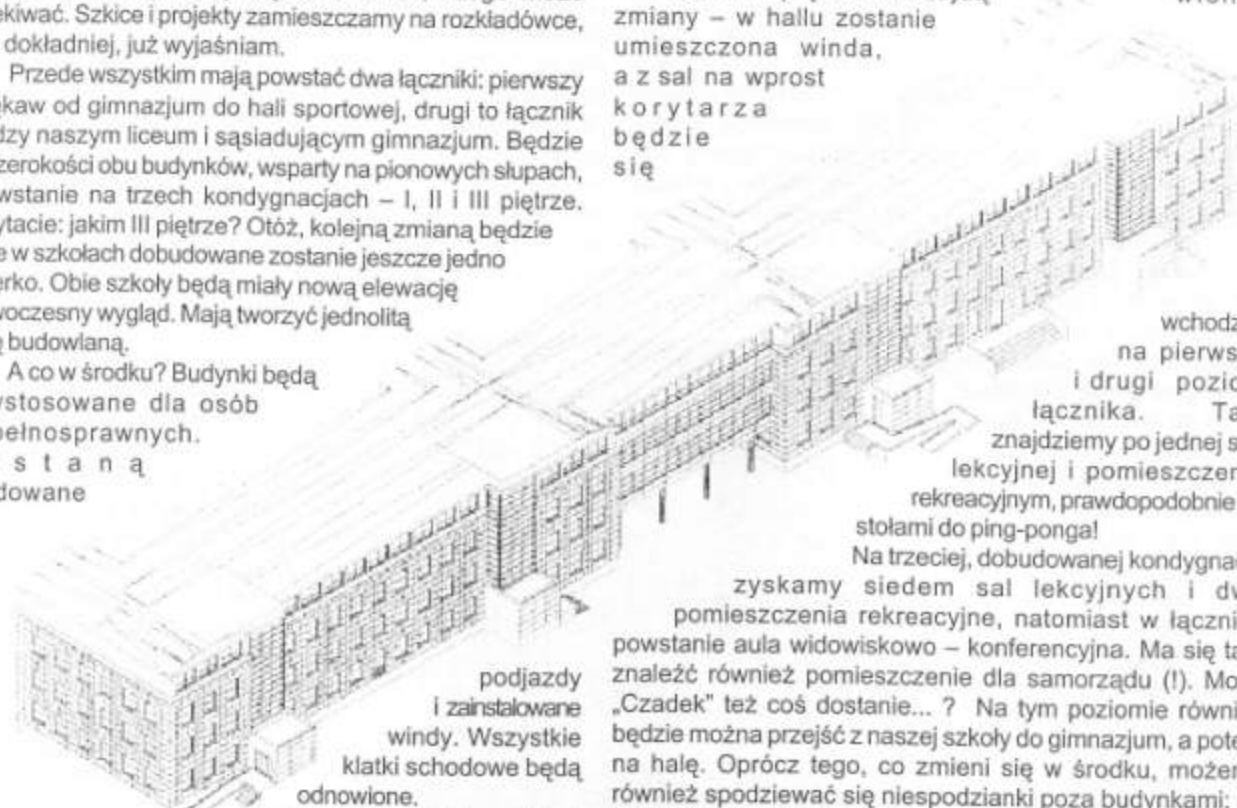 ekiwać. Szkice i projekty zamieszczamy na rozkładówce,
dokładniej, już wyjaśniam.
Przede wszystkim mają powstać dwa łączniki: pierwszy
kaw od gimnazjum do hali sportowej, drugi to łącznik
dzy naszym liceum i sąsiadującym gimnazjum. Będzie
zerokości obu budynków, wsparty na pionowych słupach,
wstanie na trzech kondygnacjach – I, II i III piętrze.
ytacie: jakim III piętrze? Otóż, kolejną zmianą będzie
e w szkołach dobudowane zostanie jeszcze jedno
erko. Obie szkoły będą miały nową elewację
woczesny wygląd. Mają tworzyć jednolitą
ę budowlaną.
A co w środku? Budynki będą
ystosowane dla osób
pełnosprawnych.
s t a n ą
dowane
podjazdy
i zainstalowane
windy. Wszystkie
klatki schodowe będą
odnowione.
zmiany – w hallu zostanie
umieszczona winda,
a z sal na wprost
korytarza
będzie
się
wchodz
na pierws
i drugi pozio
łącznika. Ta
znajdziemy po jednej s
lekcyjnej i pomieszczen
rekreacyjnym, prawdopodobnie
stołami do ping-ponga!
Na trzeciej, dobudowanej kondygna
zyskamy siedem sal lekcyjnych i dw
pomieszczenia rekreacyjne, natomiast w łączni
powstanie aula widowiskowo – konferencyjna. Ma się ta
znaleźć również pomieszczenie dla samorządu (!). Mo
„Czadek” też coś dostanie... ? Na tym poziomie równi
będzie można przejść z naszej szkoły do gimnazjum, a pote
na halę. Oprócz tego, co zmieni się w środku, może
również spodziewać się niespodzianki poza budynkami: